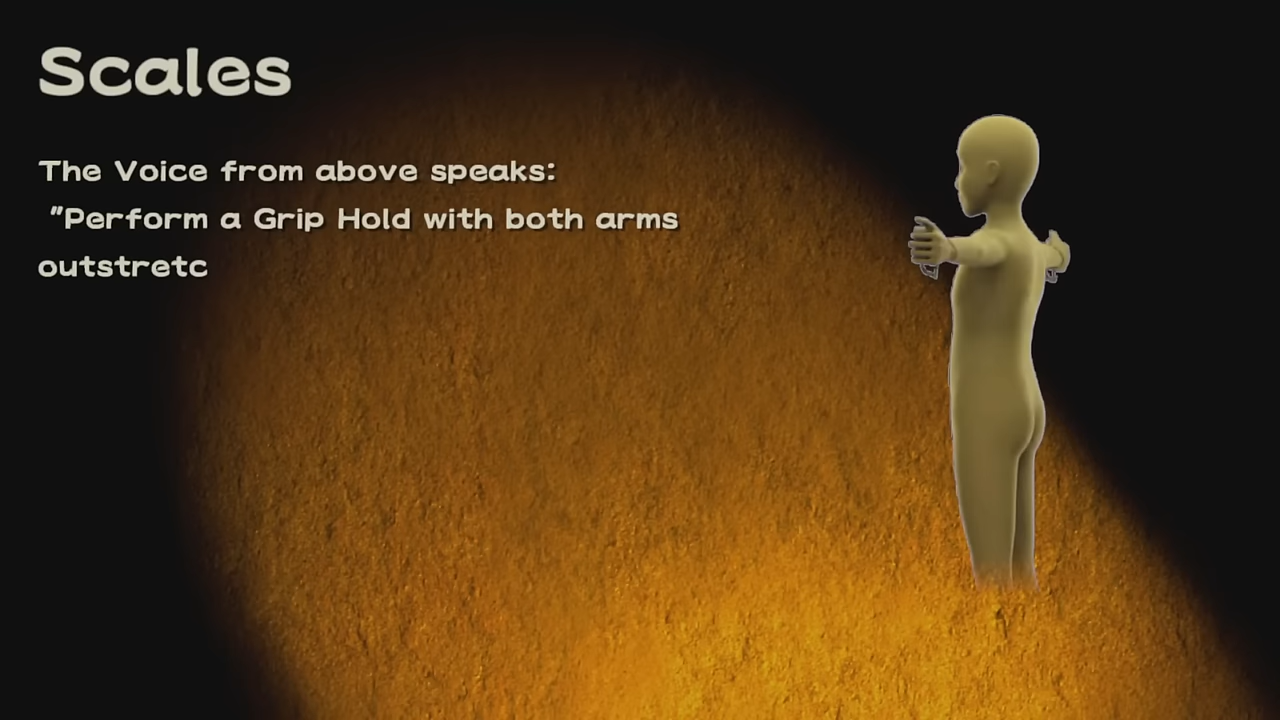 Scales
The Voice from above speaks:
"Perform a Grip Hold with both arms
outstretc